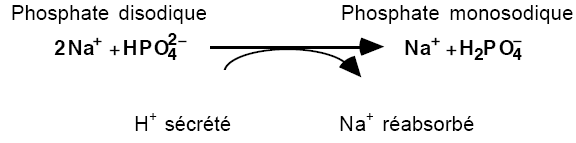 Phosphate disodique Phosphate monosodique
2Na⁺ + HPO₄²⁻ Na⁺ + H₂PO₄⁻
H⁺ sécrété Na⁺ réabsorbé